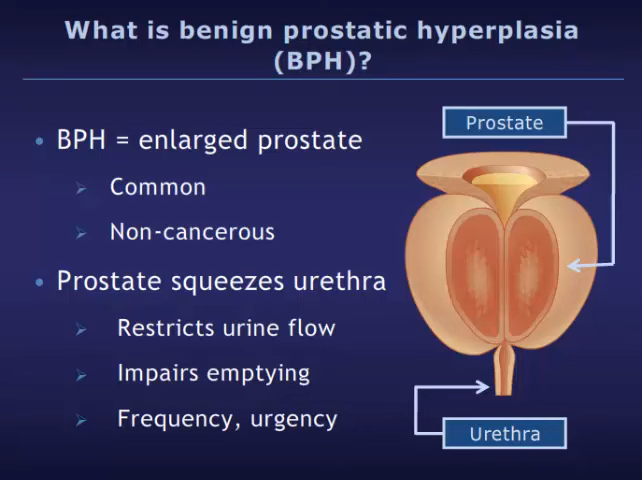 What is benign prostatic hyperplasia
(BPH)?
Prostate
• BPH = enlarged prostate
➢ Common
➢ Non-cancerous
• Prostate squeezes urethra
➢ Restricts urine flow
➢ Impairs emptying
➢ Frequency, urgency
Urethra